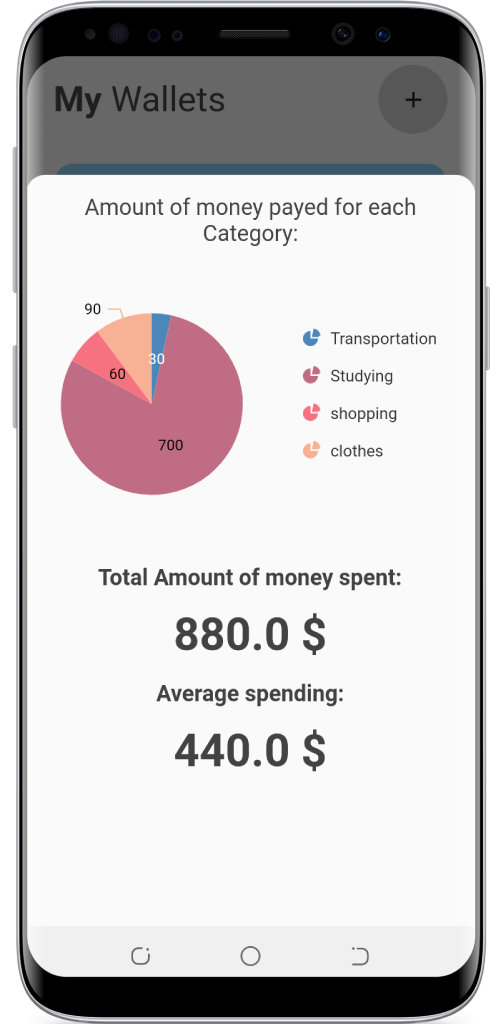 My Wallets
+
Amount of money payed for each
Category:
90
30
60
700
Transportation
Studying
shopping
clothes
Total Amount of money spent:
880.0 $
Average spending:
440.0 $